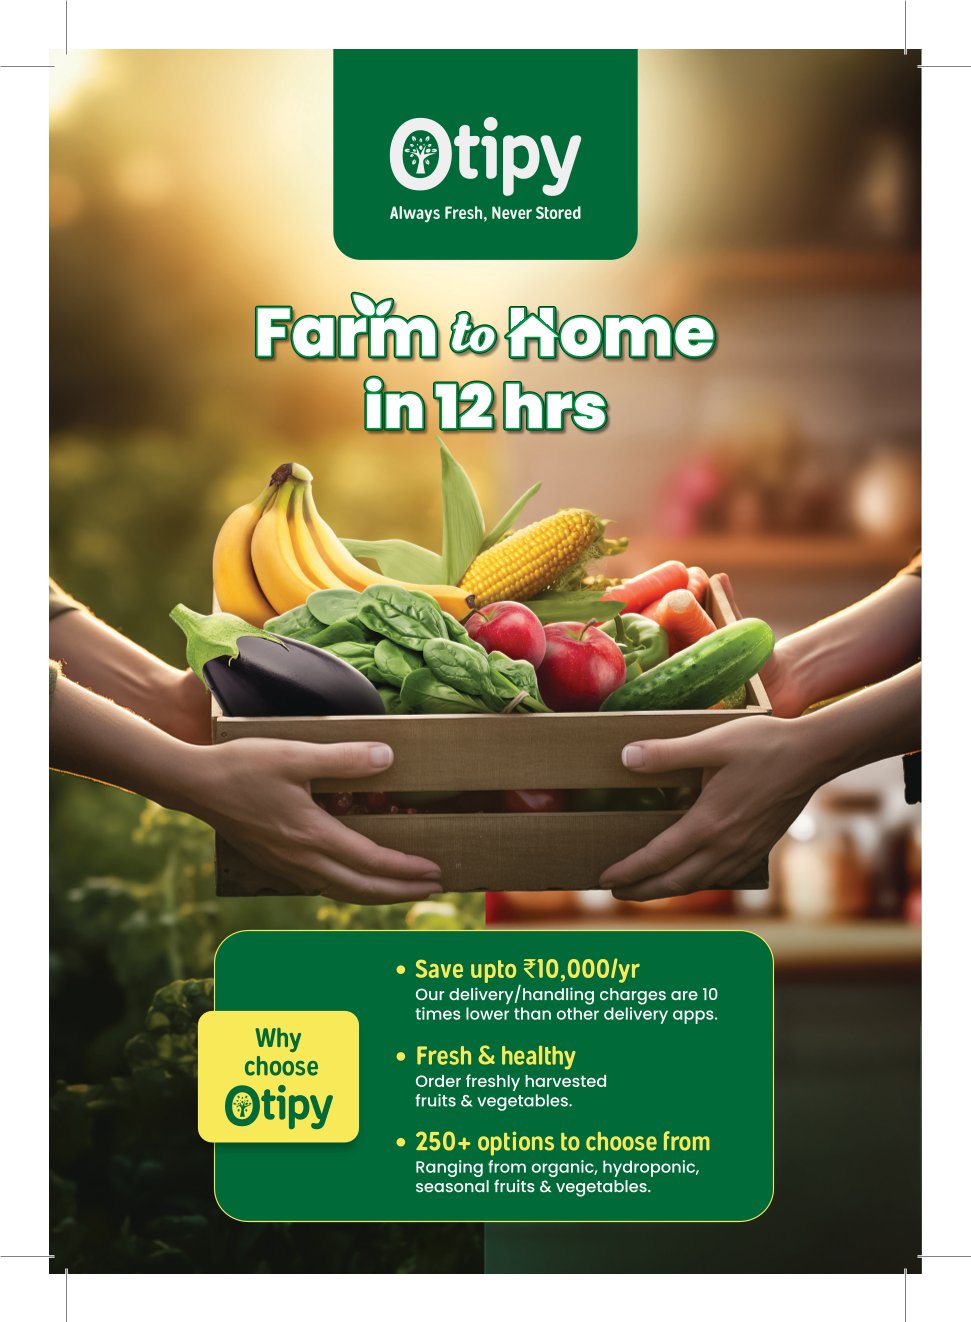 Otipy
Always Fresh, Never Stored
Farm to Home
in 12 hrs
Why
choose
Otipy
• Save upto ₹10,000/yr
Our delivery/handling charges are 10
times lower than other delivery apps.
• Fresh & healthy
Order freshly harvested
fruits & vegetables.
• 250+ options to choose from
Ranging from organic, hydroponic,
seasonal fruits & vegetables.